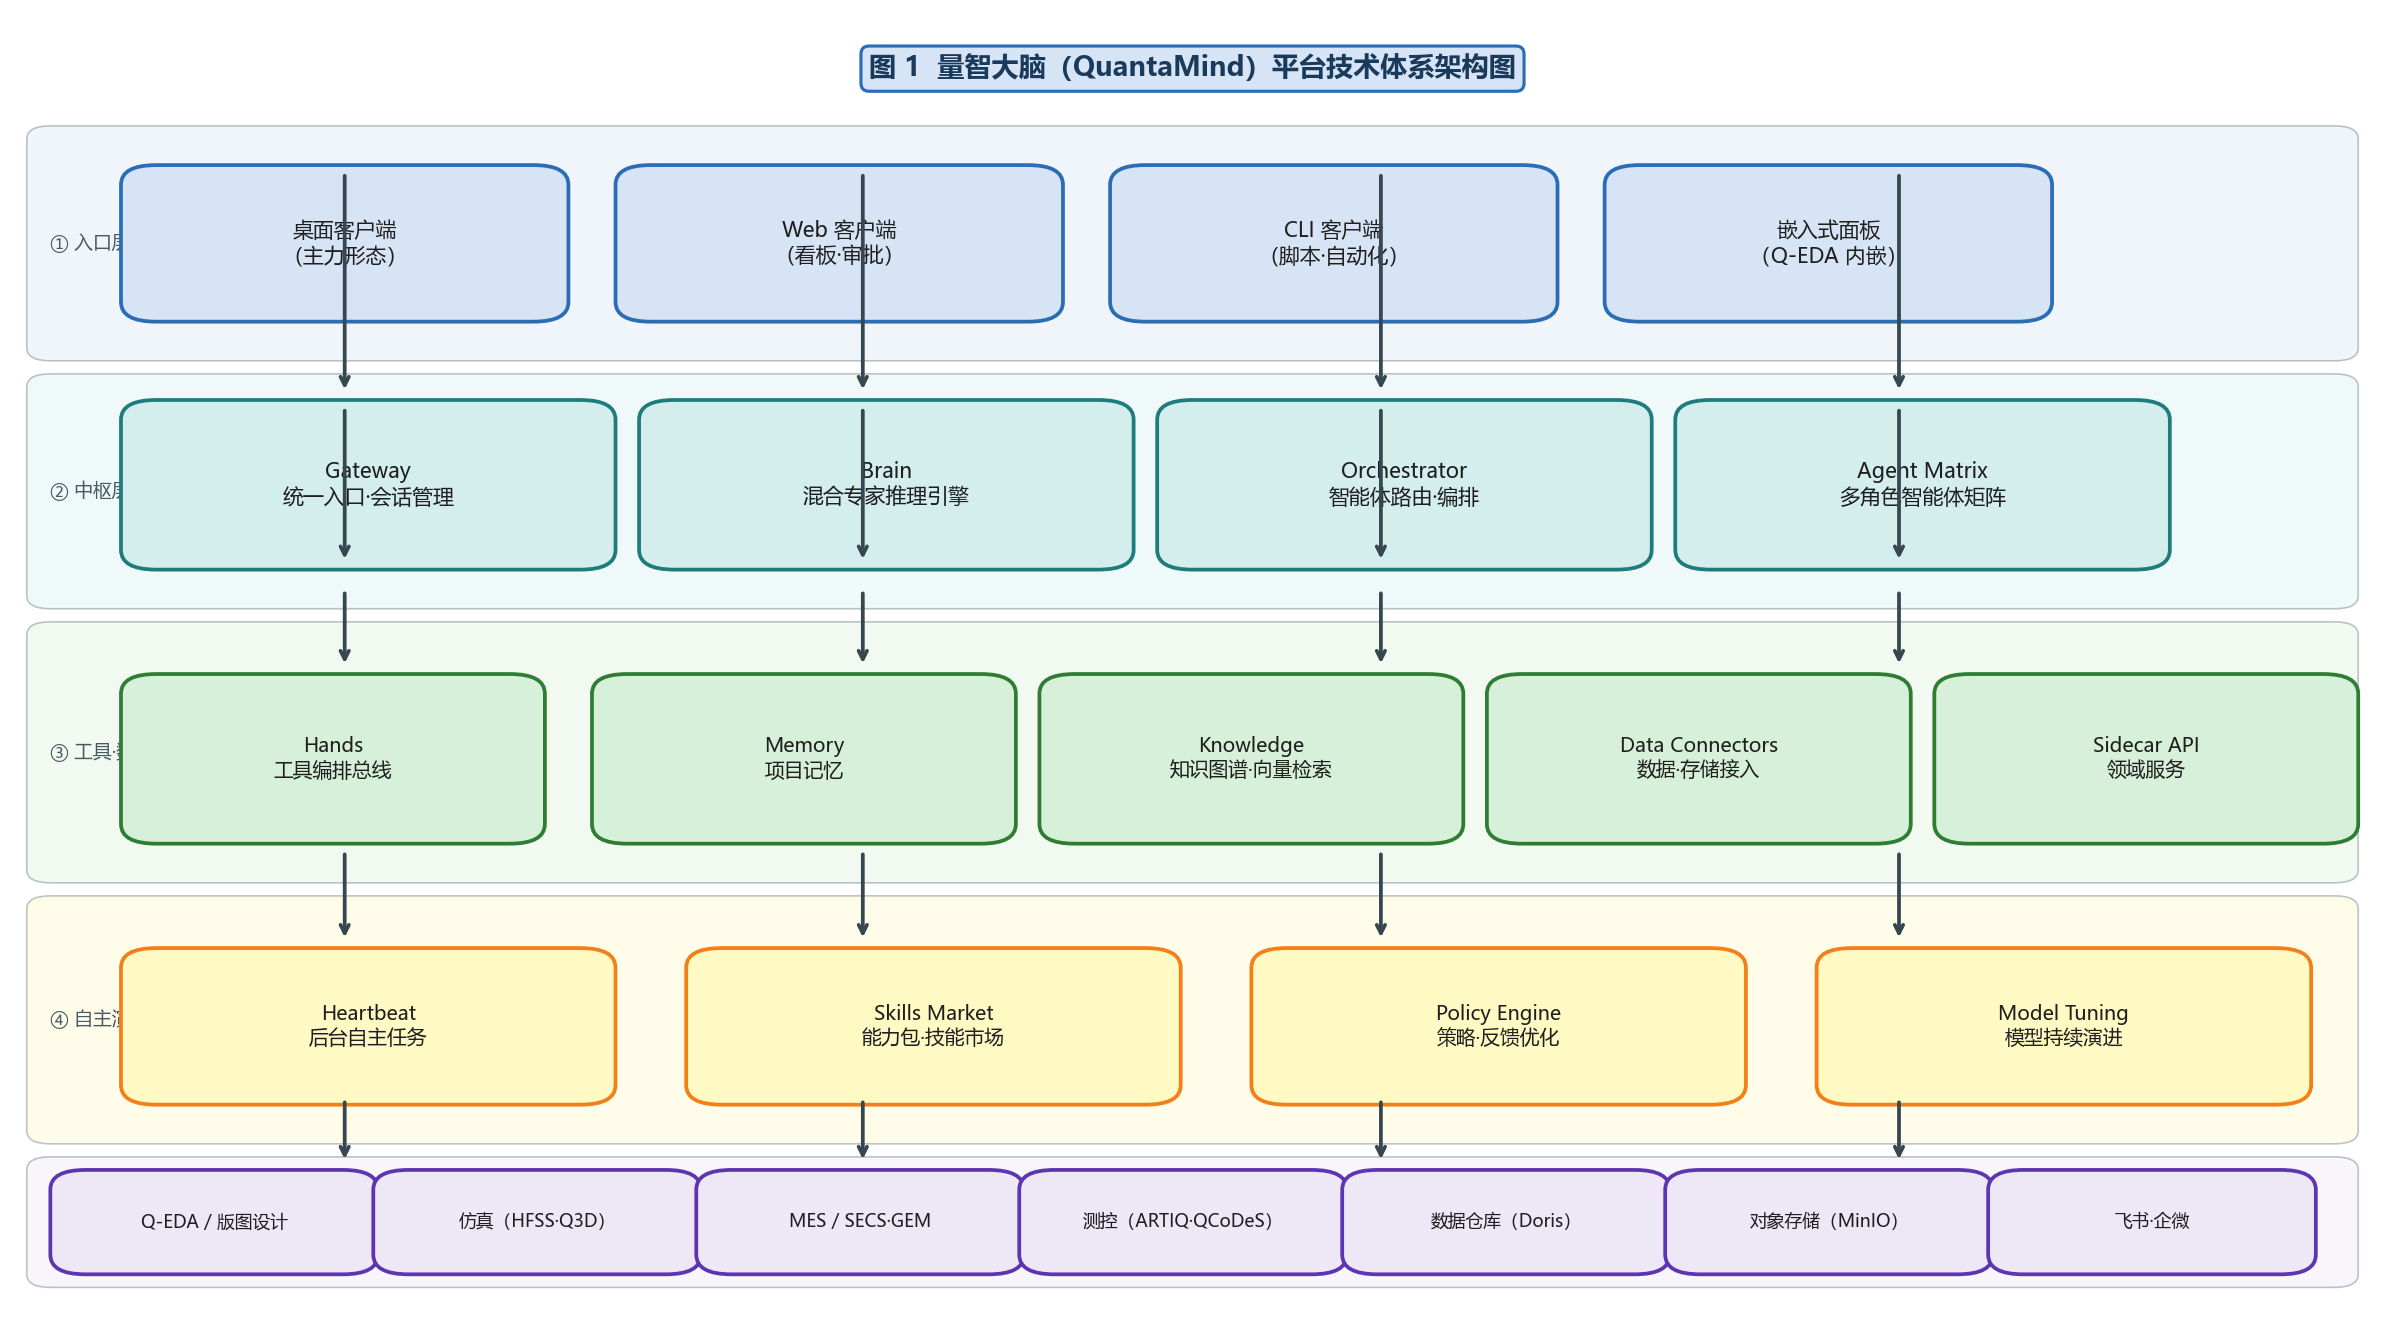 图 1 量智大脑（QuantaMind）平台技术体系架构图
① 入口
桌面客户端
（主力形态）
Web 客户端
（看板·审批）
CLI 客户端
（脚本·自动化）
嵌入式面板
（Q-EDA 内嵌）
② 中枢
Gateway
统一入口·会话管理
Brain
混合专家推理引擎
Orchestrator
智能体路由·编排
Agent Matrix
多角色智能体矩阵
③ 工具·
Hands
工具编排总线
Memory
项目记忆
Knowledge
知识图谱·向量检索
Data Connectors
数据·存储接入
Sidecar API
领域服务
④ 自主
Heartbeat
后台自主任务
Skills Market
能力包·技能市场
Policy Engine
策略·反馈优化
Model Tuning
模型持续演进
Q-EDA / 版图设计
仿真（HFSS·Q3D）
MES / SECS·GEM
测控（ARTIQ·QCoDeS）
数据仓库（Doris）
对象存储（MinIO）
飞书·企微